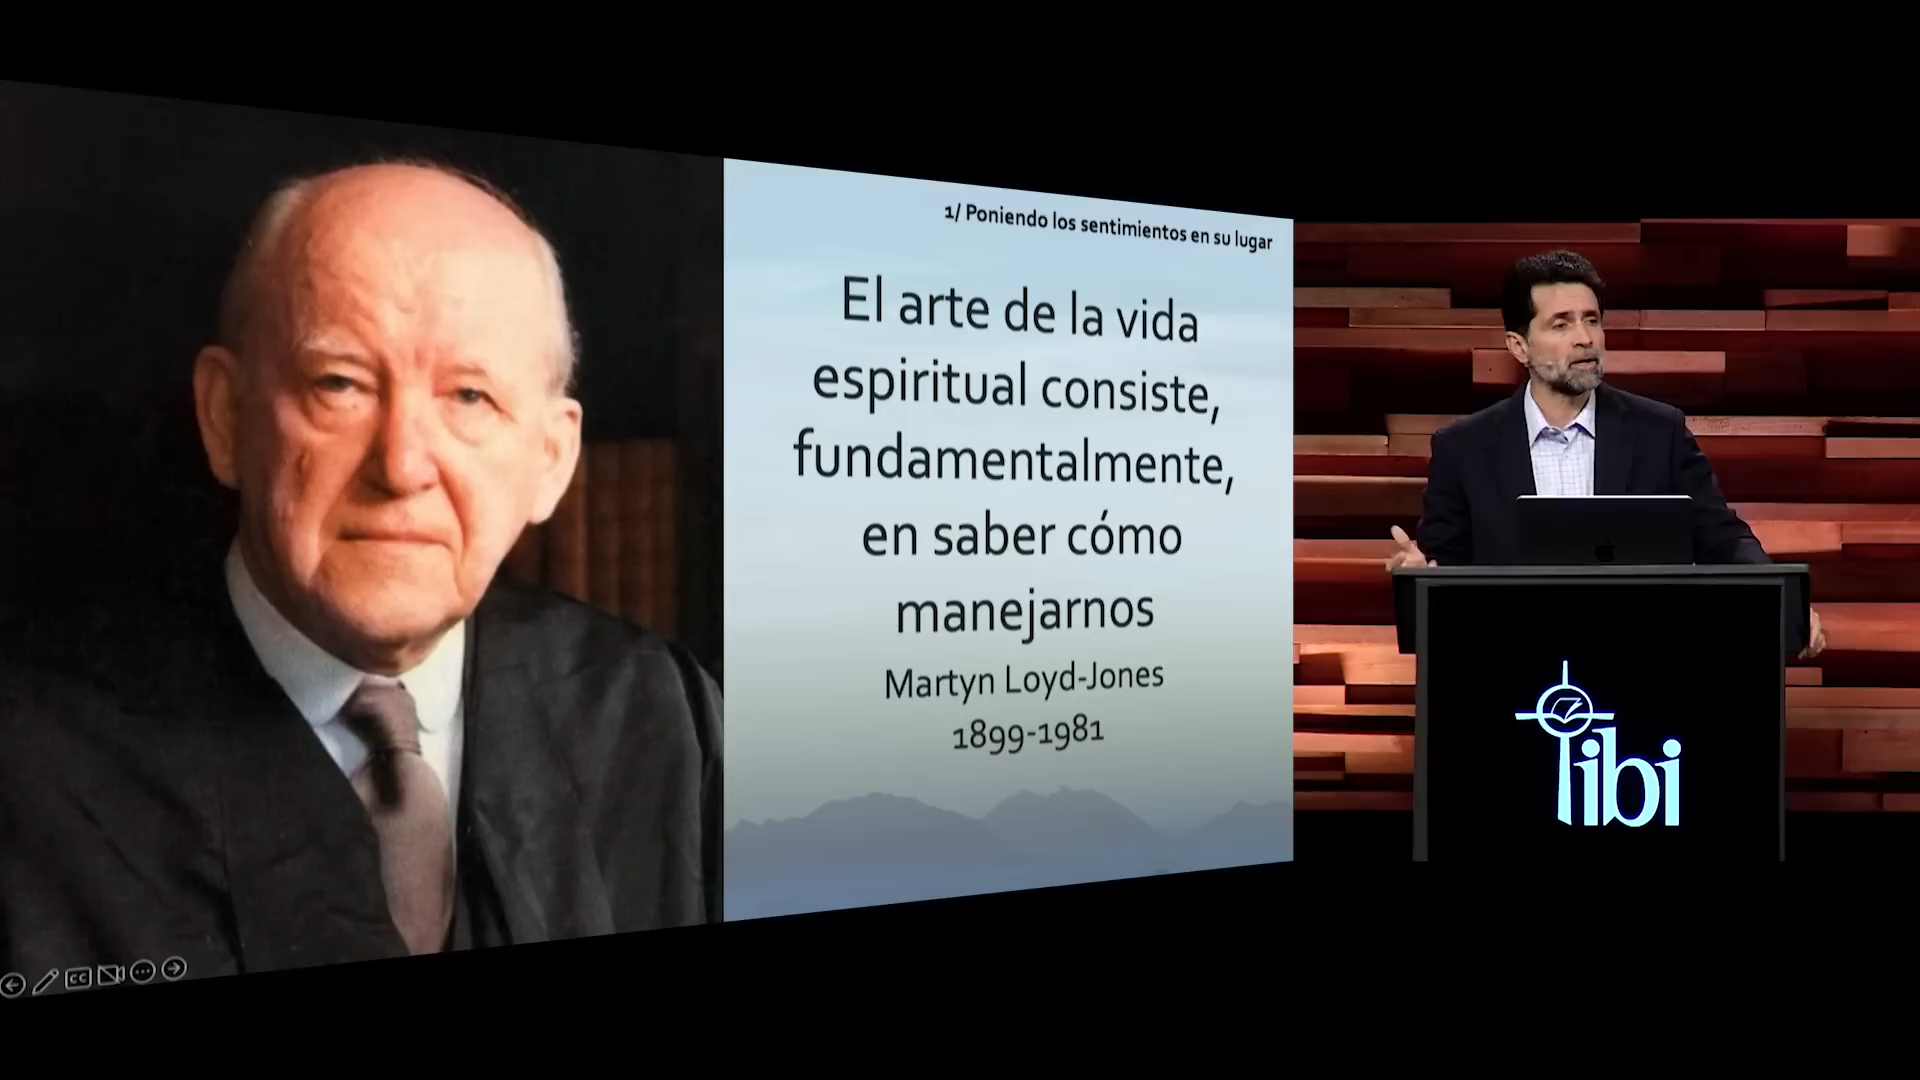 1/ Poniendo los sentimientos en su lugar
El arte de la vida
espiritual consiste,
fundamentalmente,
en saber cómo
manejarnos
Martyn Loyd-Jones
1899-1981
CC
ibi